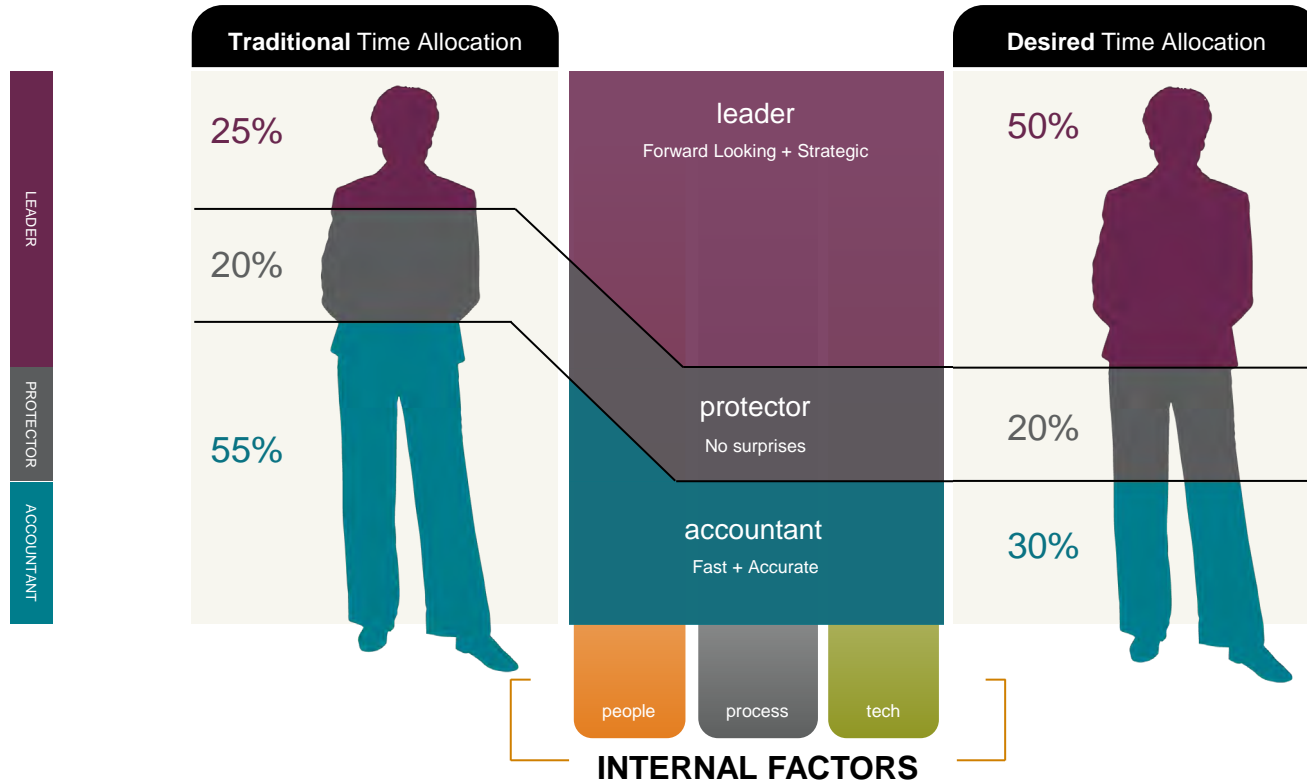 Traditional Time Allocation
Desired Time Allocation
LEADER
PROTECTOR
ACCOUNTANT
25%
20%
55%
leader
Forward Looking + Strategic
protector
No surprises
accountant
Fast + Accurate
50%
20%
30%
people
process
tech
INTERNAL FACTORS